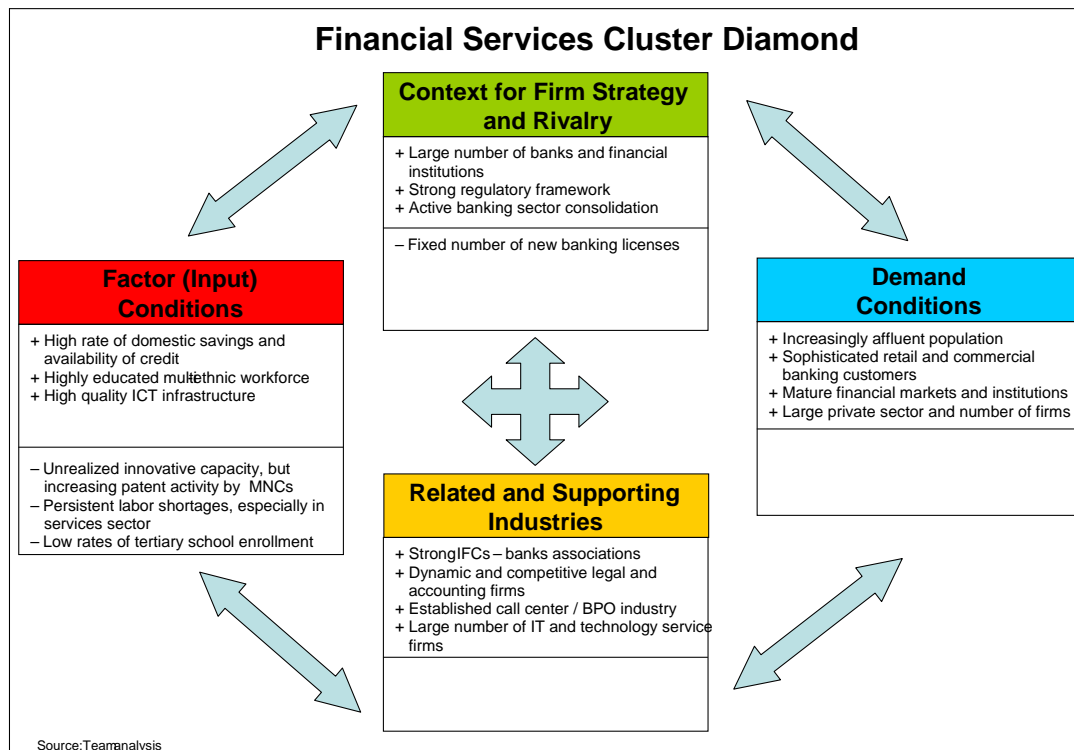 Financial Services Cluster Diamond
Context for Firm Strategy
and Rivalry
+ Large number of banks and financial
institutions
+ Strong regulatory framework
+ Active banking sector consolidation
– Fixed number of new banking licenses
Factor (Input)
Conditions
+ High rate of domestic savings and
availability of credit
+ Highly educated multi-ethnic workforce
+ High quality ICT infrastructure
– Unrealized innovative capacity, but
increasing patent activity by MNCs
– Persistent labor shortages, especially in
services sector
– Low rates of tertiary school enrollment
Demand
Conditions
+ Increasingly affluent population
+ Sophisticated retail and commercial
banking customers
+ Mature financial markets and institutions
+ Large private sector and number of firms
Related and Supporting
Industries
+ Strong IFCs – banks associations
+ Dynamic and competitive legal and
accounting firms
+ Established call center / BPO industry
+ Large number of IT and technology service
firms
Source: Team analysis